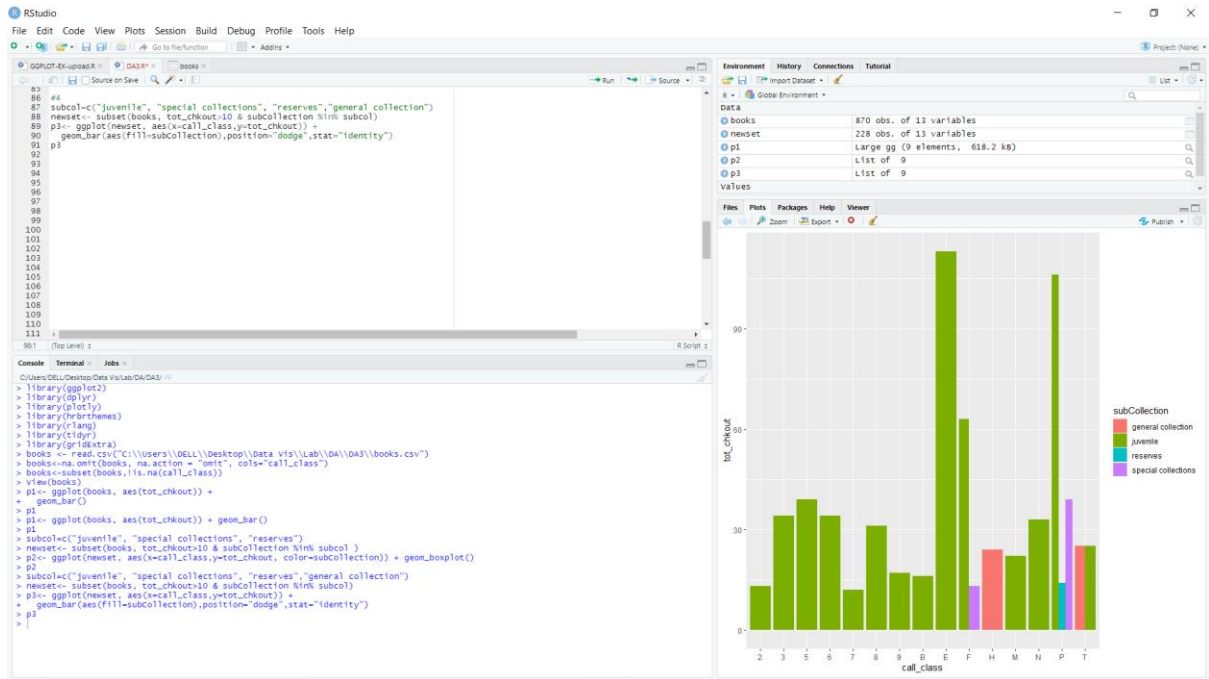 RStudio
File Edit Code View Plots Session Build Debug Profile Tools Help
Go to file/function Addins
Project: (None)
GGPLOT-EX-upload.R
DA3.R*
books
Source on Save
Run
Source
85
86 #4
87 subcol=c("juvenile", "special collections", "reserves","general collection")
88 newset<- subset(books, tot_chkout>10 & subCollection %in% subcol)
89 p3<- ggplot(newset, aes(x=call_class,y=tot_chkout)) +
90 geom_bar(aes(fill=subCollection),position="dodge",stat="identity")
91 p3
92
93
94
95
96
97
98
99
100
101
102
103
104
105
106
107
108
109
110
111
98:1 (Top Level) R Script
Console Terminal Jobs
C:/Users/DELL/Desktop/Data Vis/Lab/DA/DA3/
> library(ggplot2)
> library(dplyr)
> library(plotly)
> library(hrbrthemes)
> library(rlang)
> library(tidyr)
> library(gridExtra)
> books <- read.csv("C:\\Users\\DELL\\Desktop\\Data Vis\\Lab\\DA\\DA3\\books.csv")
> books<-na.omit(books, na.action = "omit", cols="call_class")
> books<-subset(books,!is.na(call_class))
> View(books)
> p1<- ggplot(books, aes(tot_chkout)) +
+ geom_bar()
> p1
> p1<- ggplot(books, aes(tot_chkout)) + geom_bar()
> p1
> subcol=c("juvenile", "special collections", "reserves")
> newset<- subset(books, tot_chkout>10 & subCollection %in% subcol )
> p2<- ggplot(newset, aes(x=call_class,y=tot_chkout, color=subCollection)) + geom_boxplot()
> p2
> subcol=c("juvenile", "special collections", "reserves","general collection")
> newset<- subset(books, tot_chkout>10 & subCollection %in% subcol)
> p3<- ggplot(newset, aes(x=call_class,y=tot_chkout)) +
+ geom_bar(aes(fill=subCollection),position="dodge",stat="identity")
> p3
>
Environment History Connections Tutorial
Import Dataset
List
R Global Environment
Data
books 870 obs. of 13 variables
newset 228 obs. of 13 variables
p1 Large gg (9 elements, 618.2 kB)
p2 List of 9
p3 List of 9
Values
Files Plots Packages Help Viewer
Zoom Export
Publish
90
60
30
0
tot_chkout
2 3 5 6 7 8 9 B E F H M N P T
call_class
subCollection
general collection
juvenile
reserves
special collections